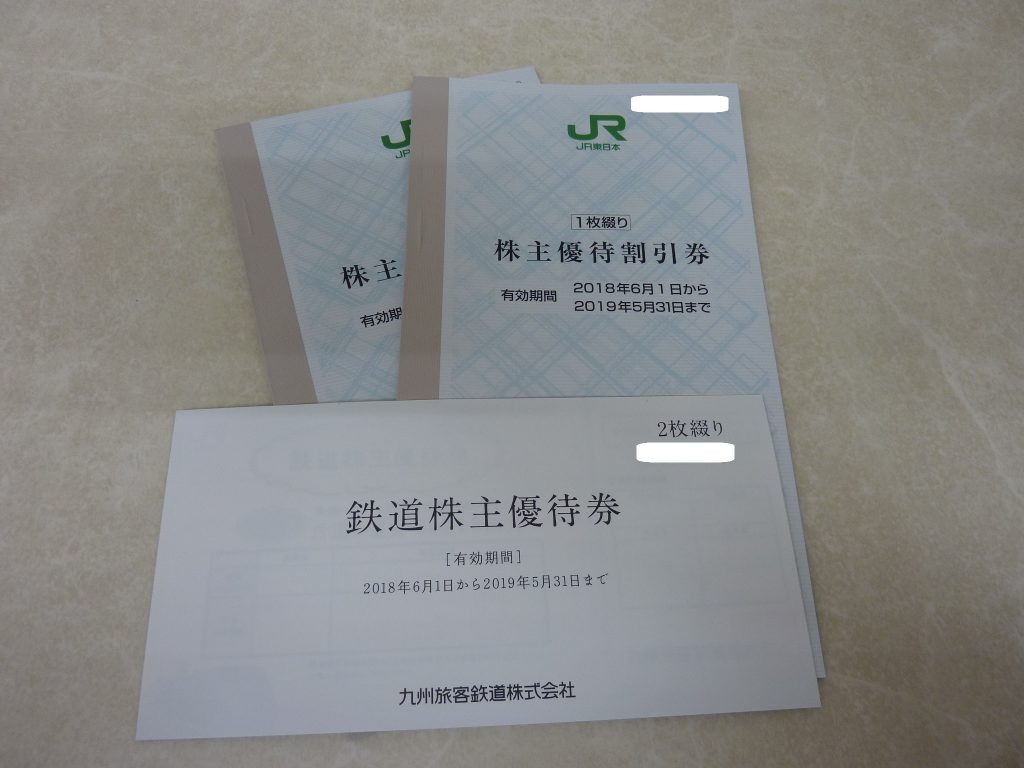 JR
JR
JR東日本
1枚綴り
株主優待割引券
有効期間
2018年6月1日から
2019年5月31日まで
株主
有効期
2枚綴り
鉄道株主優待券
[有効期間]
2018年6月1日から2019年5月31日まで
九州旅客鉄道株式会社